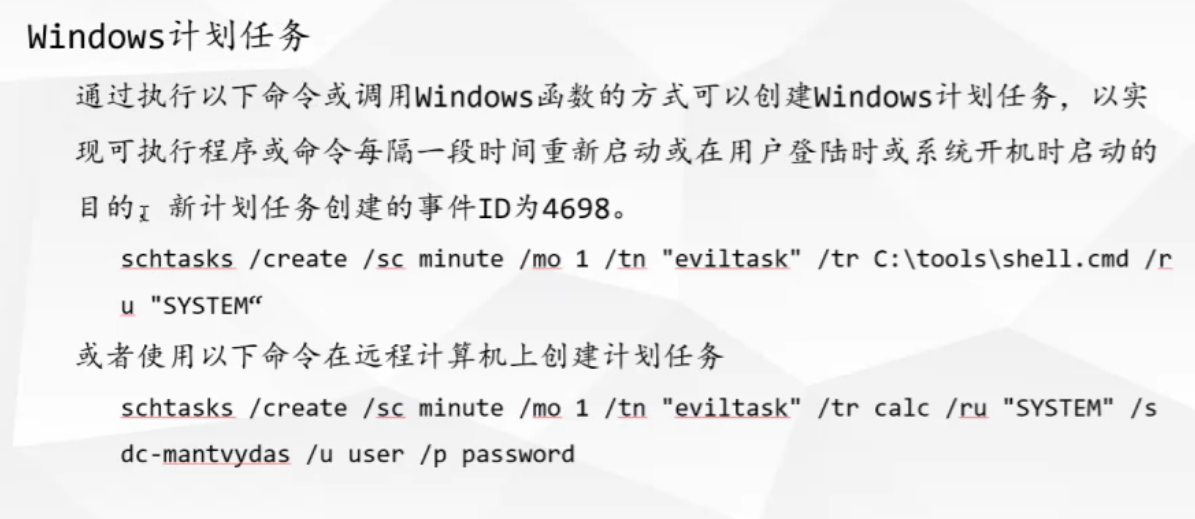 Windows计划任务
通过执行以下命令或调用Windows函数的方式可以创建Windows计划任务，以实
现可执行程序或命令每隔一段时间重新启动或在用户登陆时或系统开机时启动的
目的；新计划任务创建的事件ID为4698。
schtasks /create /sc minute /mo 1 /tn "eviltask" /tr C:\tools\shell.cmd /r
u "SYSTEM“
或者使用以下命令在远程计算机上创建计划任务
schtasks /create /sc minute /mo 1 /tn "eviltask" /tr calc /ru "SYSTEM" /s
dc-mantvydas /u user /p password